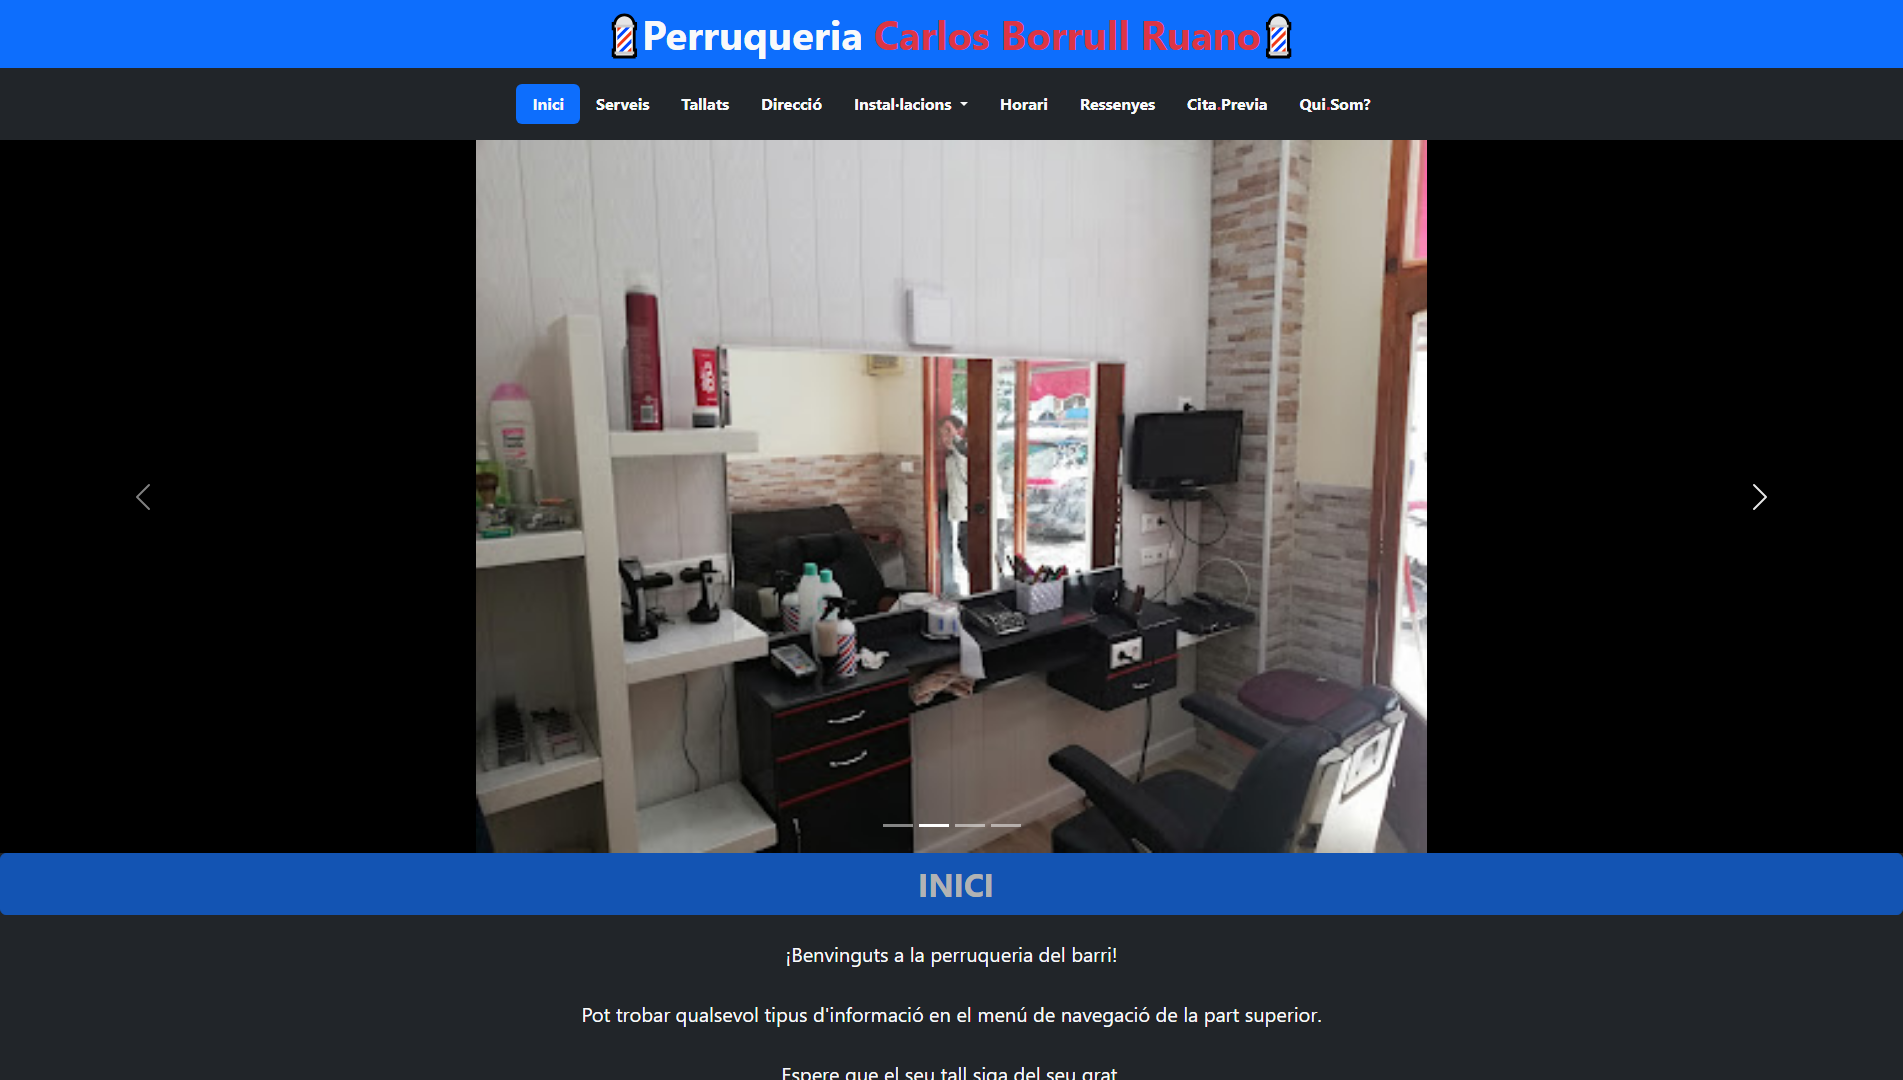 Perruqueria Carlos Borrull Ruano
Inici Serveis Tallats Direcció Instal·lacions Horari Ressenyes Cita Previa Qui Som?
INICI
¡Benvinguts a la perruqueria del barri!
Pot trobar qualsevol tipus d'informació en el menú de navegació de la part superior.
Espere que el seu tall siga del seu grat